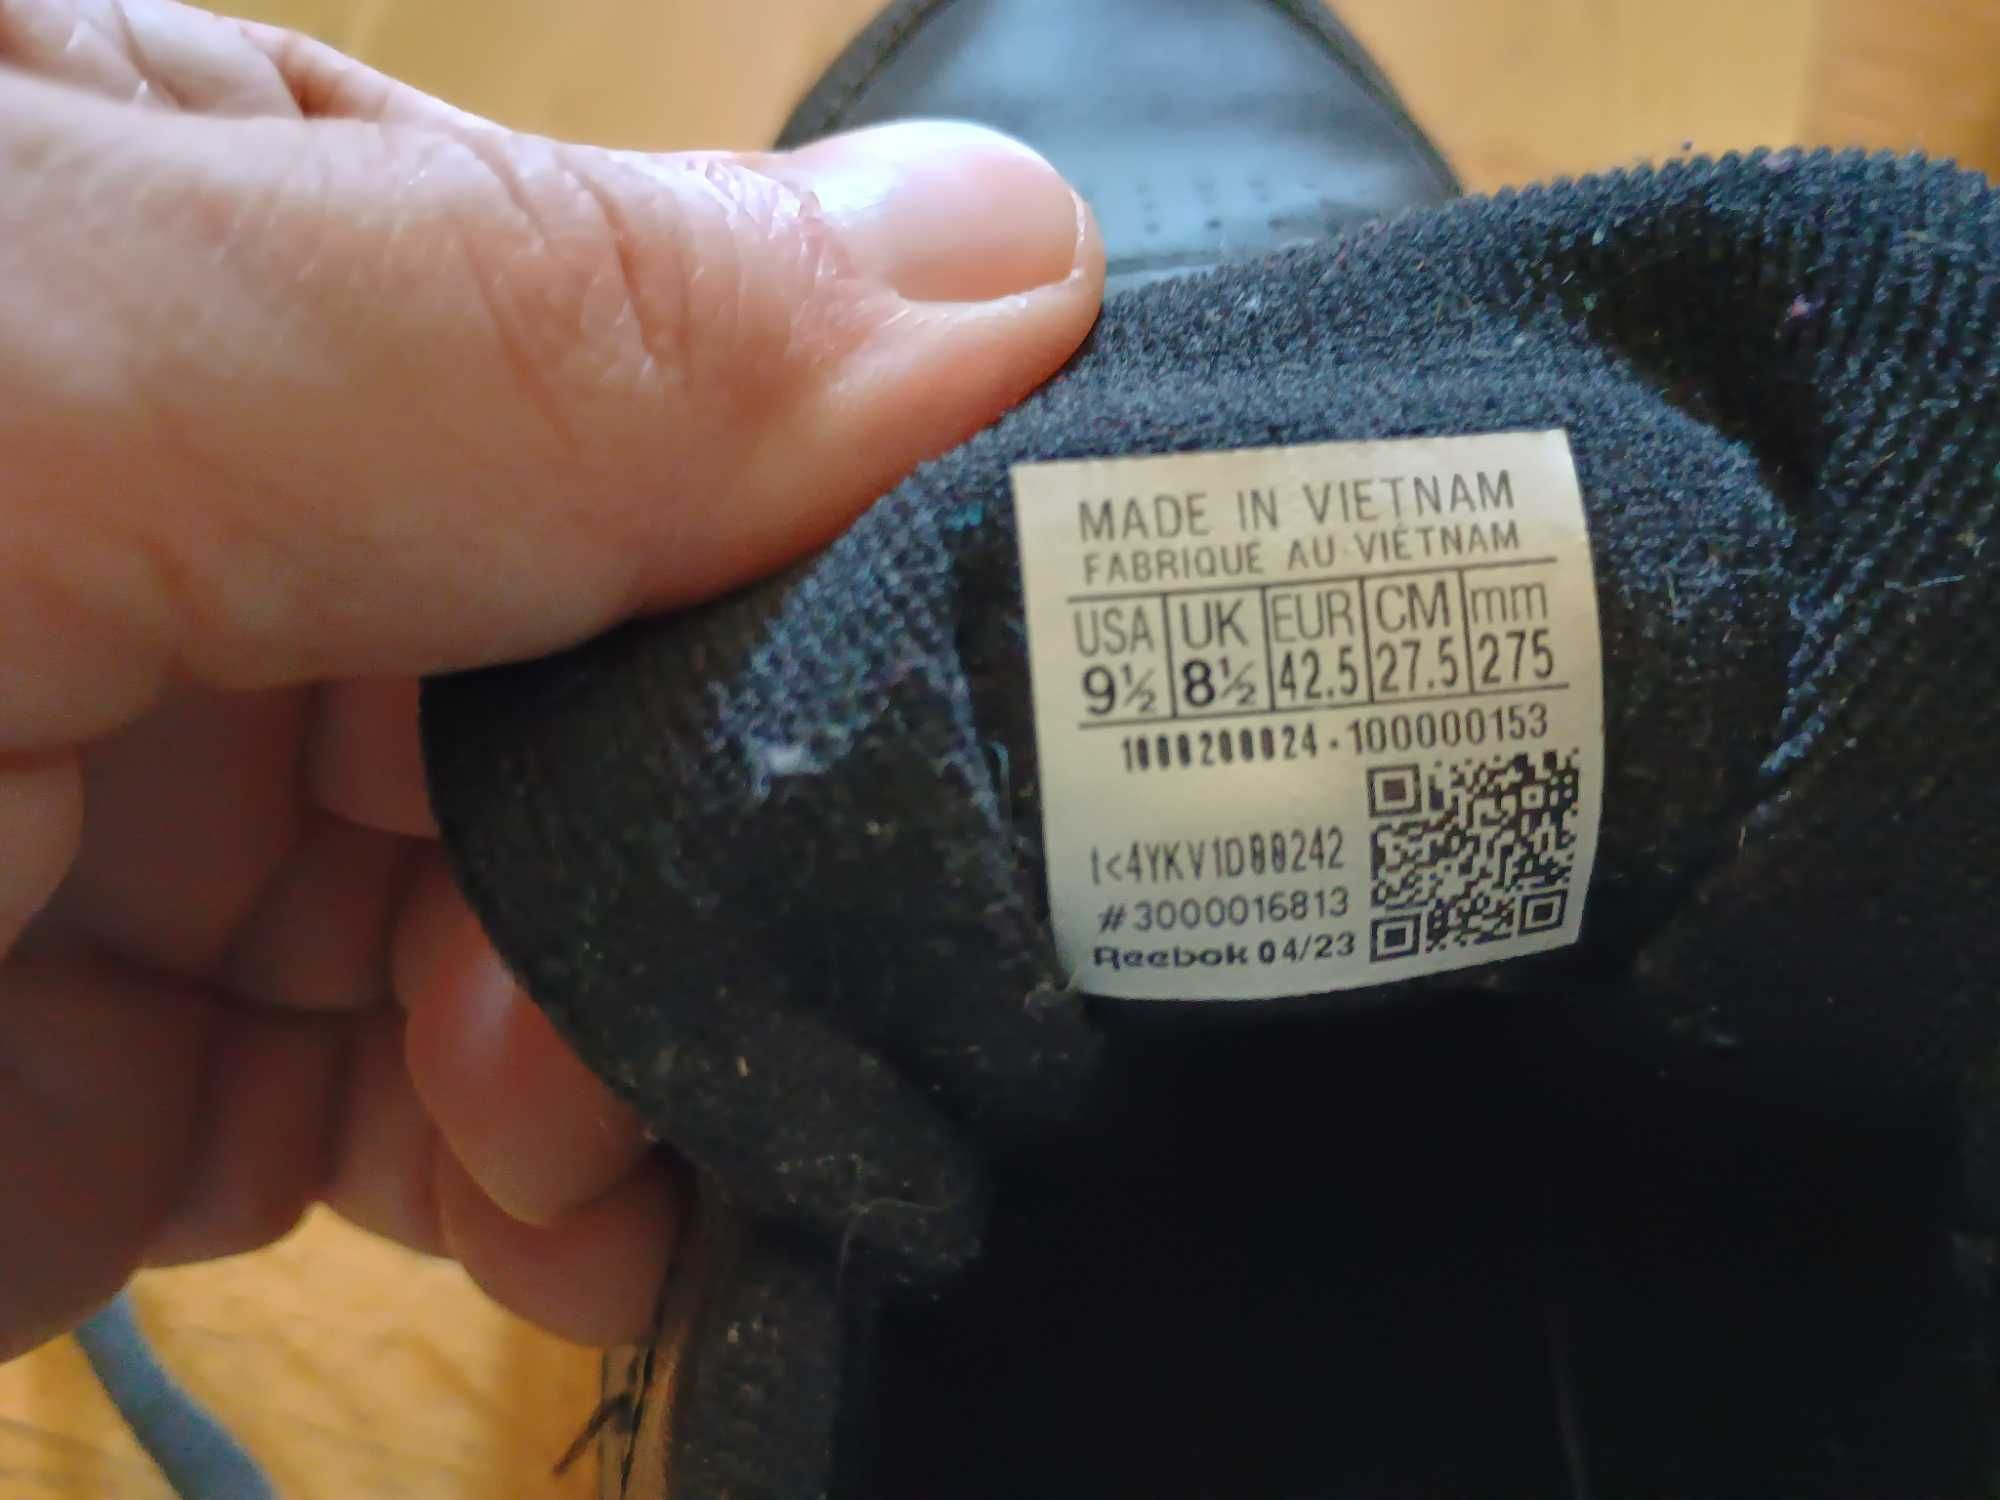 MADE IN VIETNAM
FABRIQUÉ AU VIÊTNAM
USA UK EUR CM mm
9½ 8½ 42.5 27.5 275
1000200024-100000153
I<4YKV1D00242
#3000016813
Reebok 04/23